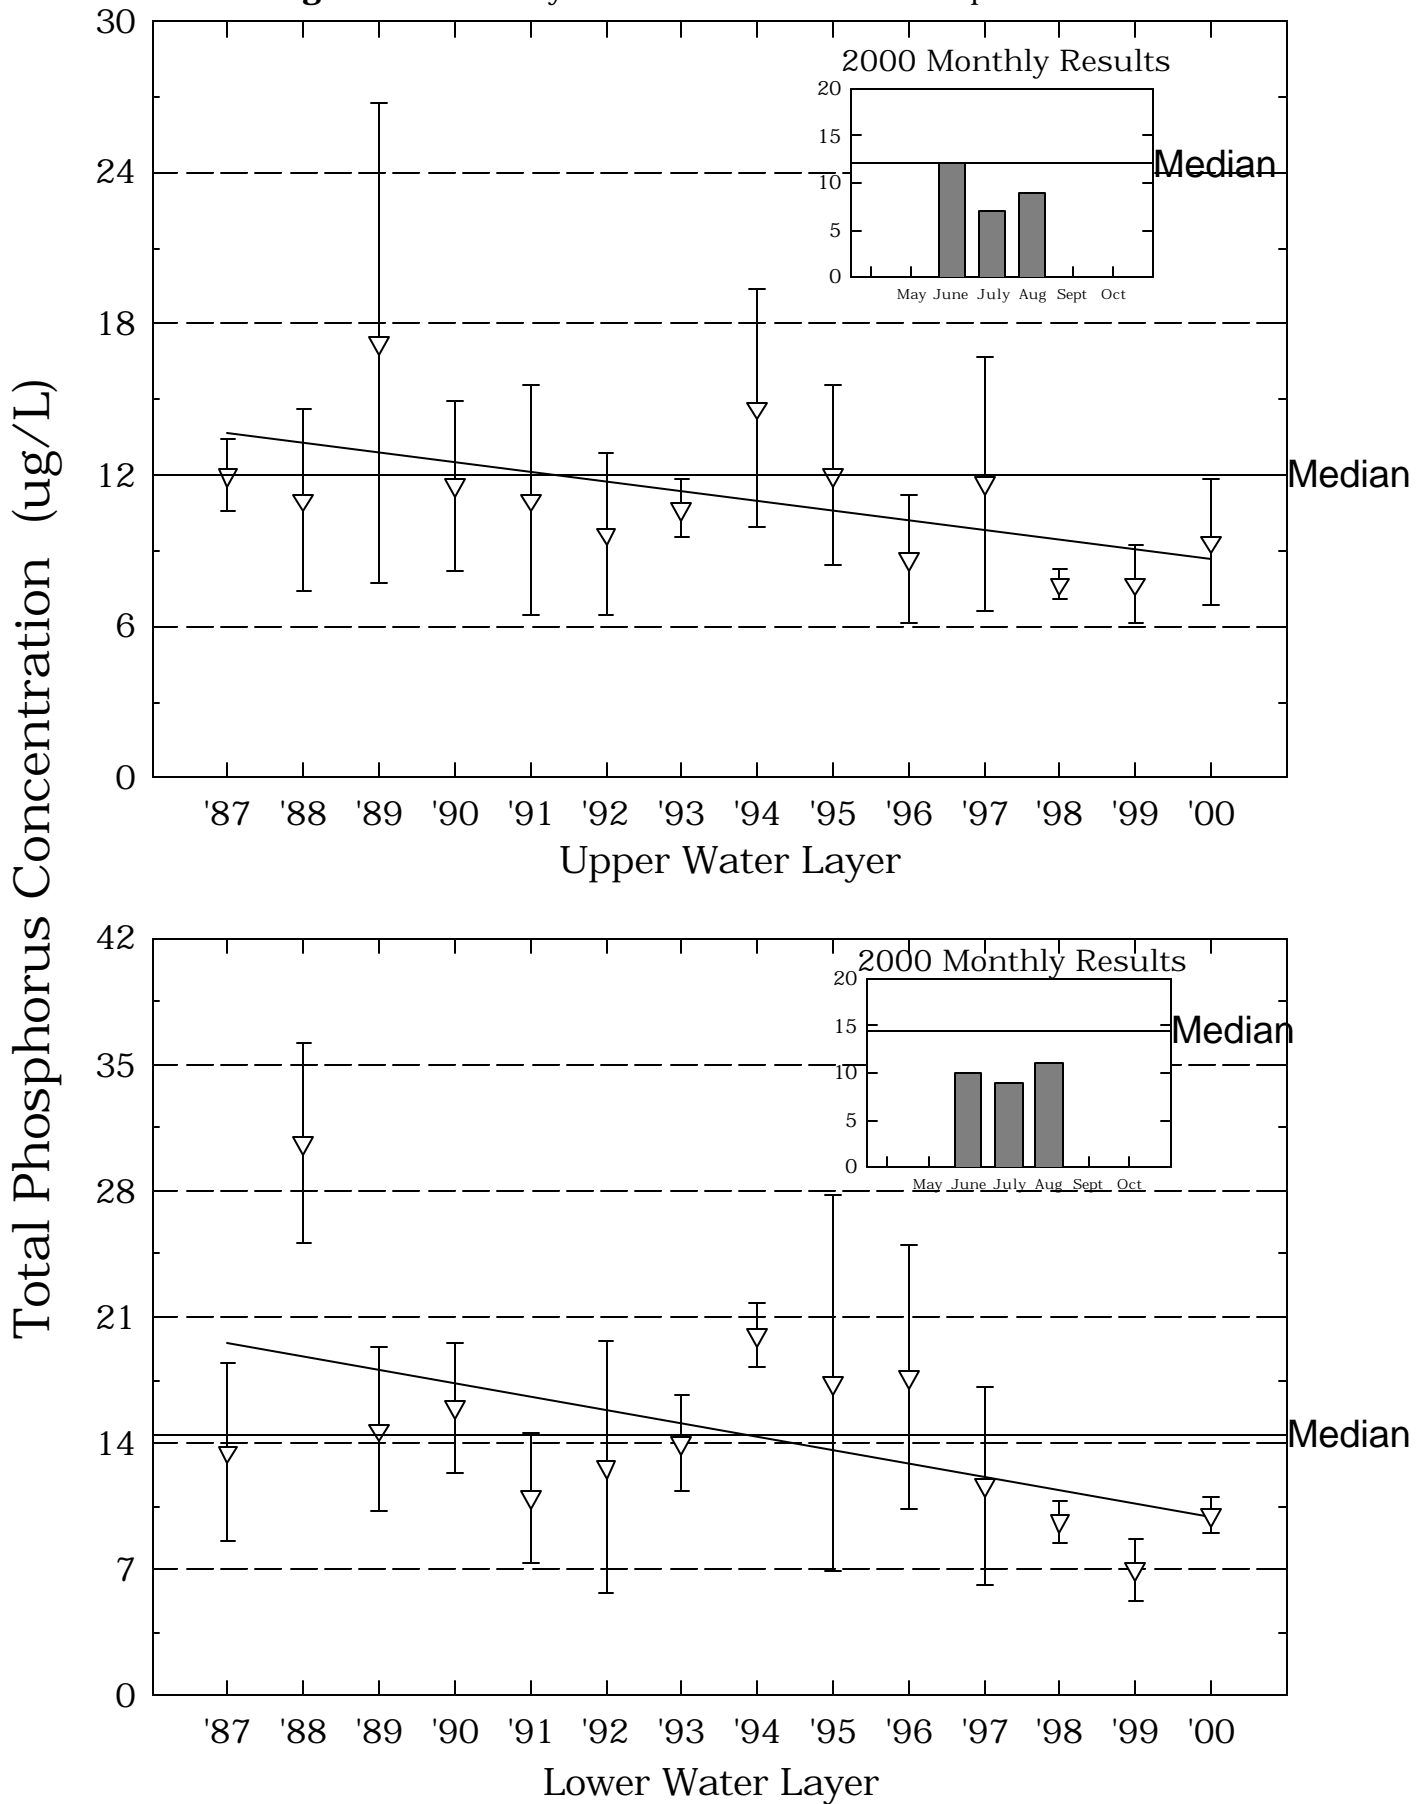 30
2000 Monthly Results
20
15
Median
24
10
5
0
May June July Aug Sept Oct
18
12
Median
6
0
'87 '88 '89 '90 '91 '92 '93 '94 '95 '96 '97 '98 '99 '00
Upper Water Layer
Total Phosphorus Concentration (ug/L)
42
2000 Monthly Results
20
15
Median
35
10
5
0
May June July Aug Sept Oct
28
21
14
Median
7
0
'87 '88 '89 '90 '91 '92 '93 '94 '95 '96 '97 '98 '99 '00
Lower Water Layer